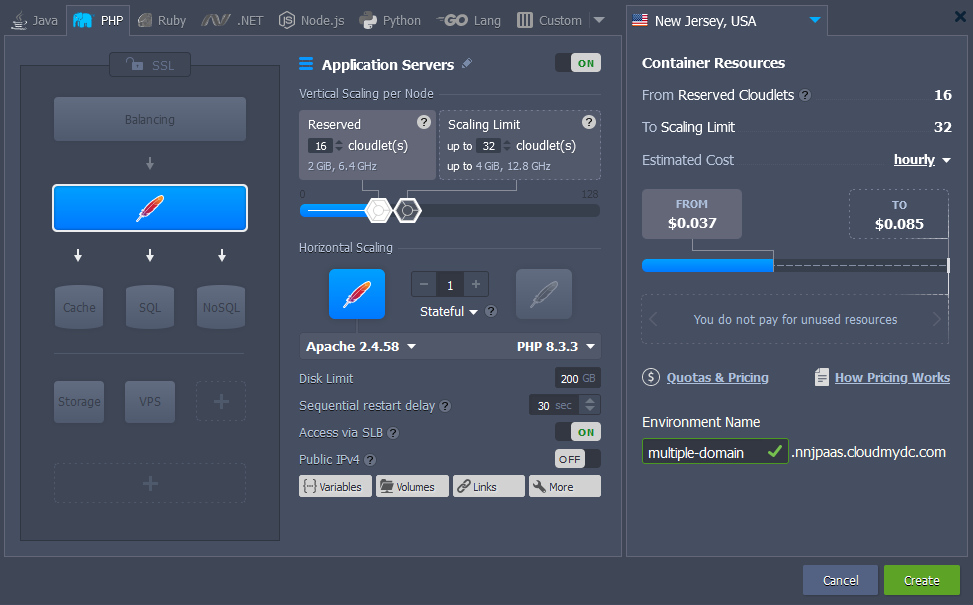 Java
PHP
Ruby
.NET
Node.js
Python
GO Lang
Custom
New Jersey, USA
SSL
Balancing
Cache
SQL
NoSQL
Storage
VPS
Application Servers
ON
Vertical Scaling per Node
Reserved ?
16 cloudlet(s)
2 GiB, 6.4 GHz
Scaling Limit ?
up to 32 cloudlet(s)
up to 4 GiB, 12.8 GHz
0
128
Horizontal Scaling
1
Stateful ?
Apache 2.4.58
PHP 8.3.3
Disk Limit 200 GB
Sequential restart delay ? 30 sec
Access via SLB ? ON
Public IPv4 ? OFF
Variables
Volumes
Links
More
Container Resources
From Reserved Cloudlets ? 16
To Scaling Limit 32
Estimated Cost hourly
FROM
$0.037
TO
$0.085
You do not pay for unused resources
$ Quotas & Pricing
How Pricing Works
Environment Name
multiple-domain .nnjpaas.cloudmydc.com
Cancel
Create